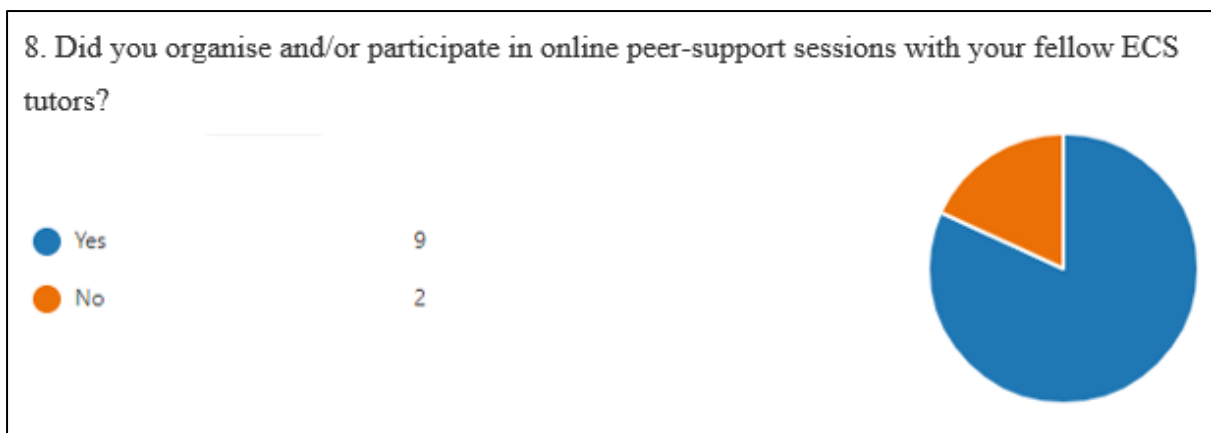 8. Did you organise and/or participate in online peer-support sessions with your fellow ECS
tutors?
Yes 9
No 2